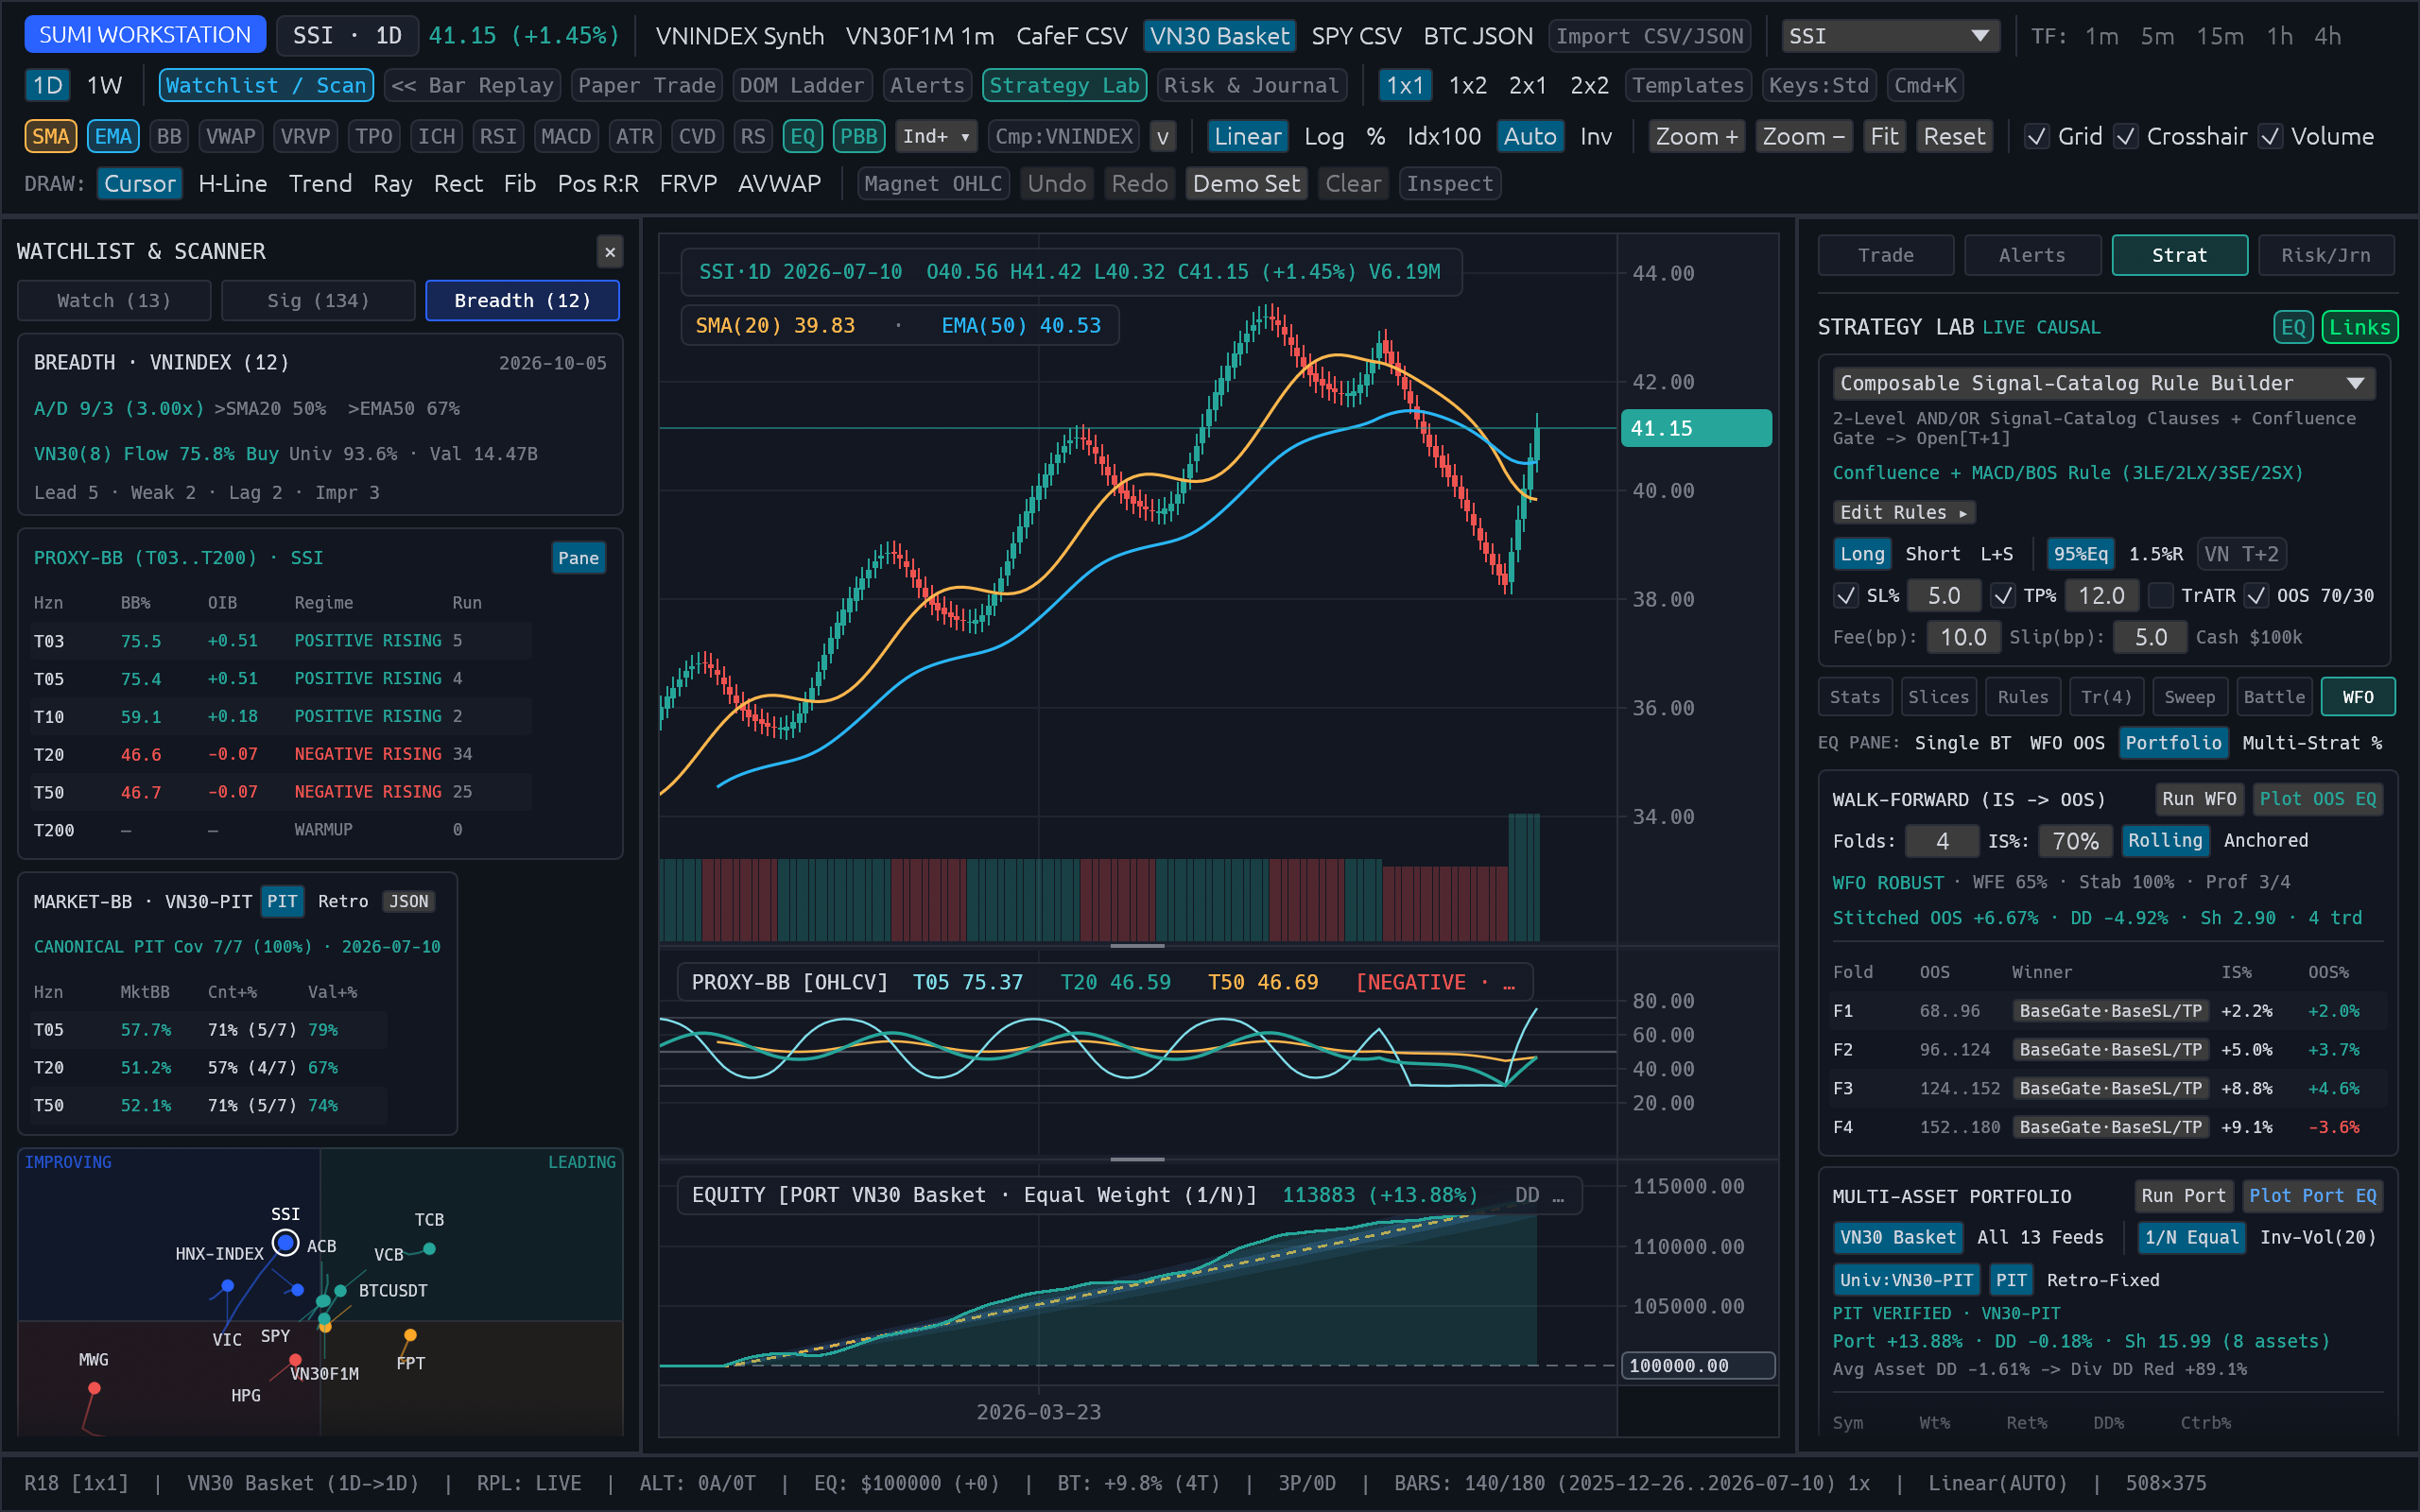 SUMI WORKSTATION SSI · 1D 41.15 (+1.45%) VNINDEX Synth VN30F1M 1m CafeF CSV VN30 Basket SPY CSV BTC JSON Import CSV/JSON SSI TF: 1m 5m 15m 1h 4h
1D 1W Watchlist / Scan << Bar Replay Paper Trade DOM Ladder Alerts Strategy Lab Risk & Journal 1x1 1x2 2x1 2x2 Templates Keys:Std Cmd+K
SMA EMA BB VWAP VRVP TPO ICH RSI MACD ATR CVD RS EQ PBB Ind+ ▾ Cmp:VNINDEX v Linear Log % Idx100 Auto Inv Zoom + Zoom − Fit Reset Grid Crosshair Volume
DRAW: Cursor H-Line Trend Ray Rect Fib Pos R:R FRVP AVWAP Magnet OHLC Undo Redo Demo Set Clear Inspect
WATCHLIST & SCANNER ×
Watch (13) Sig (134) Breadth (12)
BREADTH · VNINDEX (12) 2026-10-05
A/D 9/3 (3.00x) >SMA20 50% >EMA50 67%
VN30(8) Flow 75.8% Buy Univ 93.6% · Val 14.47B
Lead 5 · Weak 2 · Lag 2 · Impr 3
PROXY-BB (T03..T200) · SSI Pane
Hzn BB% OIB Regime Run
T03 75.5 +0.51 POSITIVE RISING 5
T05 75.4 +0.51 POSITIVE RISING 4
T10 59.1 +0.18 POSITIVE RISING 2
T20 46.6 -0.07 NEGATIVE RISING 34
T50 46.7 -0.07 NEGATIVE RISING 25
T200 — — WARMUP 0
MARKET-BB · VN30-PIT PIT Retro JSON
CANONICAL PIT Cov 7/7 (100%) · 2026-07-10
Hzn MktBB Cnt+% Val+%
T05 57.7% 71% (5/7) 79%
T20 51.2% 57% (4/7) 67%
T50 52.1% 71% (5/7) 74%
IMPROVING LEADING
SSI
TCB
HNX-INDEX ACB VCB
BTCUSDT
VIC SPY
MWG VN30F1M FPT
HPG
SSI·1D 2026-07-10 O40.56 H41.42 L40.32 C41.15 (+1.45%) V6.19M
SMA(20) 39.83 · EMA(50) 40.53
44.00
42.00
41.15
40.00
38.00
36.00
34.00
PROXY-BB [OHLCV] T05 75.37 T20 46.59 T50 46.69 [NEGATIVE · …
80.00
60.00
40.00
20.00
EQUITY [PORT VN30 Basket · Equal Weight (1/N)] 113883 (+13.88%) DD …
115000.00
110000.00
105000.00
100000.00
2026-03-23
Trade Alerts Strat Risk/Jrn
STRATEGY LAB LIVE CAUSAL EQ Links
Composable Signal-Catalog Rule Builder
2-Level AND/OR Signal-Catalog Clauses + Confluence
Gate -> Open[T+1]
Confluence + MACD/BOS Rule (3LE/2LX/3SE/2SX)
Edit Rules ▸
Long Short L+S 95%Eq 1.5%R VN T+2
SL% 5.0 TP% 12.0 TrATR OOS 70/30
Fee(bp): 10.0 Slip(bp): 5.0 Cash $100k
Stats Slices Rules Tr(4) Sweep Battle WFO
EQ PANE: Single BT WFO OOS Portfolio Multi-Strat %
WALK-FORWARD (IS -> OOS) Run WFO Plot OOS EQ
Folds: 4 IS%: 70% Rolling Anchored
WFO ROBUST · WFE 65% · Stab 100% · Prof 3/4
Stitched OOS +6.67% · DD -4.92% · Sh 2.90 · 4 trd
Fold OOS Winner IS% OOS%
F1 68..96 BaseGate·BaseSL/TP +2.2% +2.0%
F2 96..124 BaseGate·BaseSL/TP +5.0% +3.7%
F3 124..152 BaseGate·BaseSL/TP +8.8% +4.6%
F4 152..180 BaseGate·BaseSL/TP +9.1% -3.6%
MULTI-ASSET PORTFOLIO Run Port Plot Port EQ
VN30 Basket All 13 Feeds 1/N Equal Inv-Vol(20)
Univ:VN30-PIT PIT Retro-Fixed
PIT VERIFIED · VN30-PIT
Port +13.88% · DD -0.18% · Sh 15.99 (8 assets)
Avg Asset DD -1.61% -> Div DD Red +89.1%
Sym Wt% Ret% DD% Ctrb%
R18 [1x1] | VN30 Basket (1D->1D) | RPL: LIVE | ALT: 0A/0T | EQ: $100000 (+0) | BT: +9.8% (4T) | 3P/0D | BARS: 140/180 (2025-12-26..2026-07-10) 1x | Linear(AUTO) | 508×375